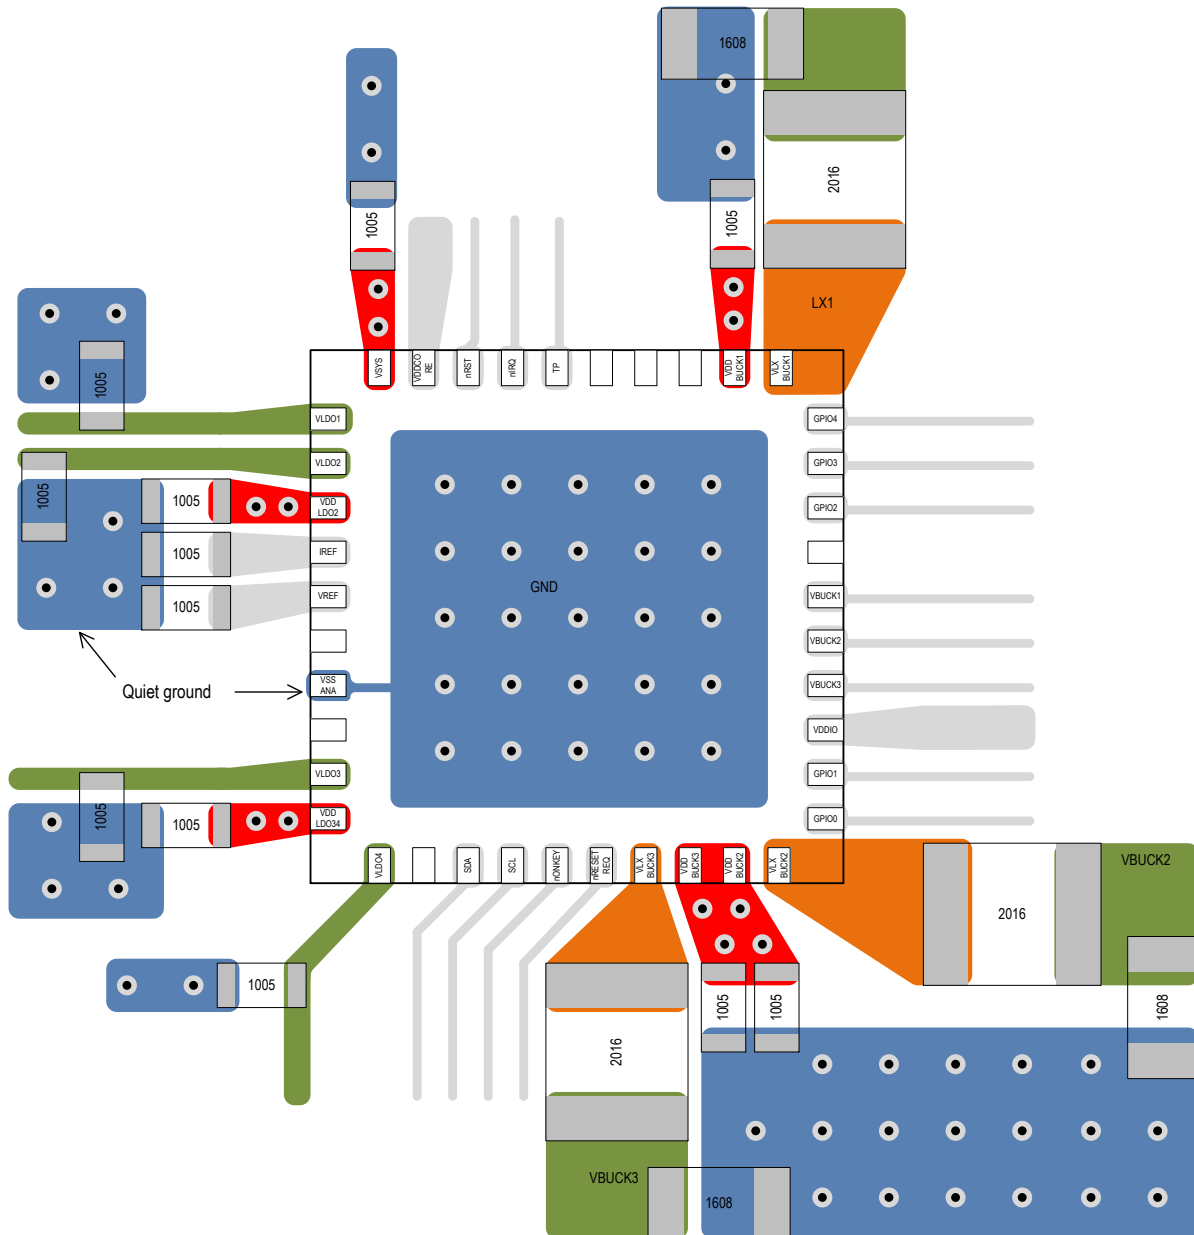 1608
2016
1005
1005
LX1
VSYS
VDDCO
RE
nRST
nIRQ
TP
VDD
BUCK1
VLX
BUCK1
1005
VLDO1
GPIO4
VLDO2
GPIO3
1005
1005
VDD
LDO2
GPIO2
1005
IREF
GND
1005
VREF
VBUCK1
VBUCK2
Quiet ground
VSS
ANA
VBUCK3
VDDIO
VLDO3
GPIO1
1005
1005
VDD
LDO34
GPIO0
VLDO4
SDA
SCL
nONKEY
nRESET
REQ
VLX
BUCK3
VDD
BUCK3
VDD
BUCK2
VLX
BUCK2
VBUCK2
2016
1005
1005
1005
1608
2016
VBUCK3
1608